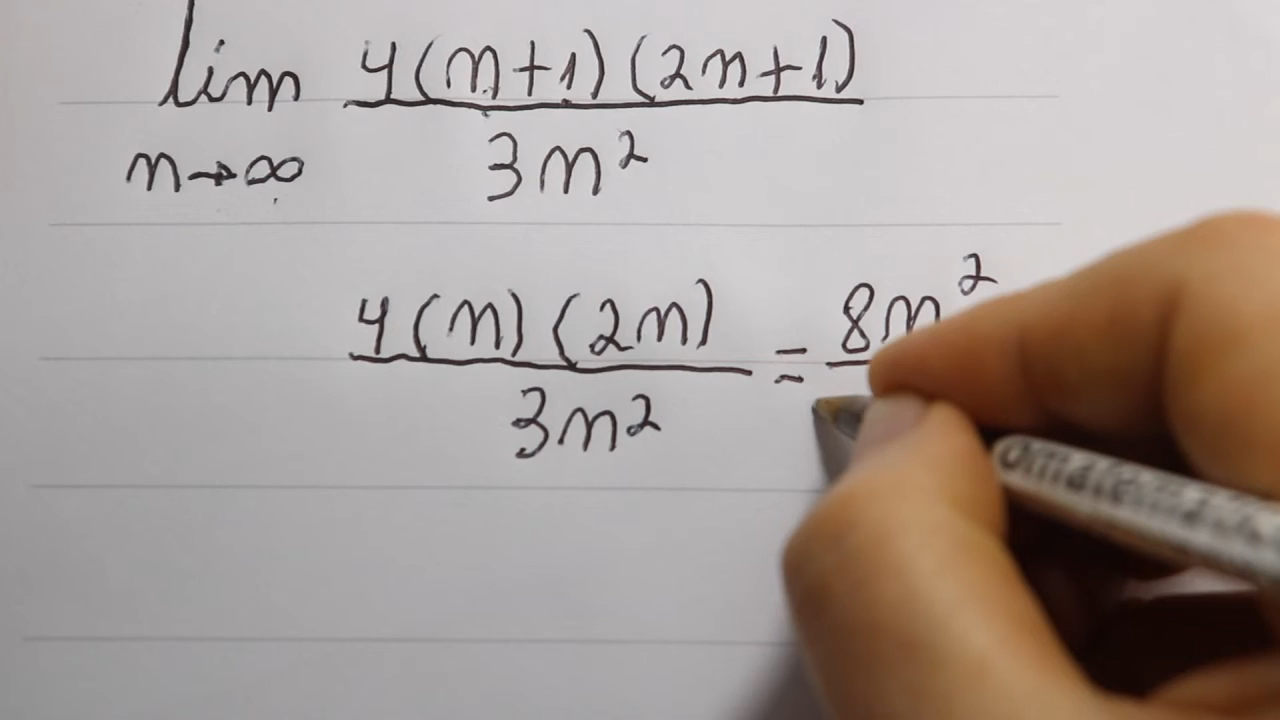 lim 4(n+1)(2n+1)
n→∞ 3n²
4(n)(2n) = 8n²
3n²